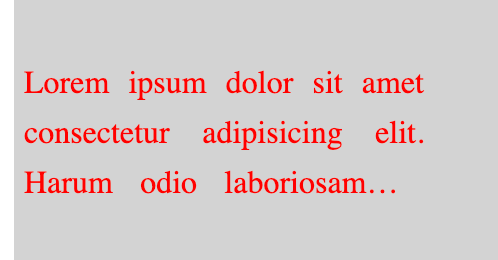 Lorem ipsum dolor sit amet
consectetur adipisicing elit.
Harum odio laboriosam…